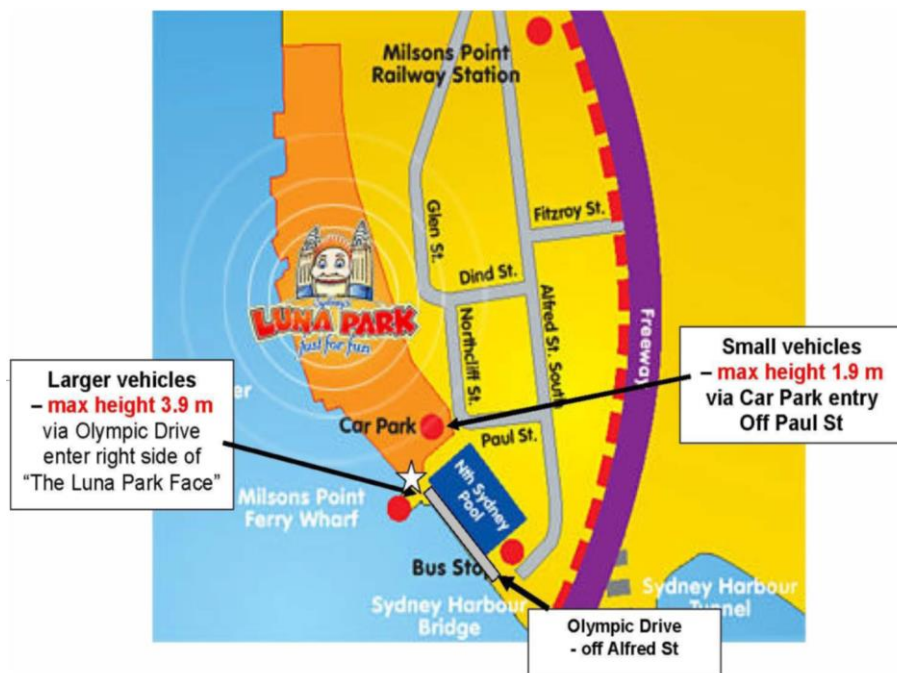 Milsons Point
Railway Station
Glen St.
Fitzroy St.
Dind St.
Northcliff St.
Alfred St. South
Freeway
Sydney's
LUNA PARK
just for fun
Larger vehicles
– max height 3.9 m
via Olympic Drive
enter right side of
“The Luna Park Face”
Small vehicles
– max height 1.9 m
via Car Park entry
Off Paul St
Car Park
Paul St.
Nth Sydney
Pool
Milsons Point
Ferry Wharf
Bus Stop
Sydney Harbour
Bridge
Sydney Harbour
Tunnel
Olympic Drive
- off Alfred St